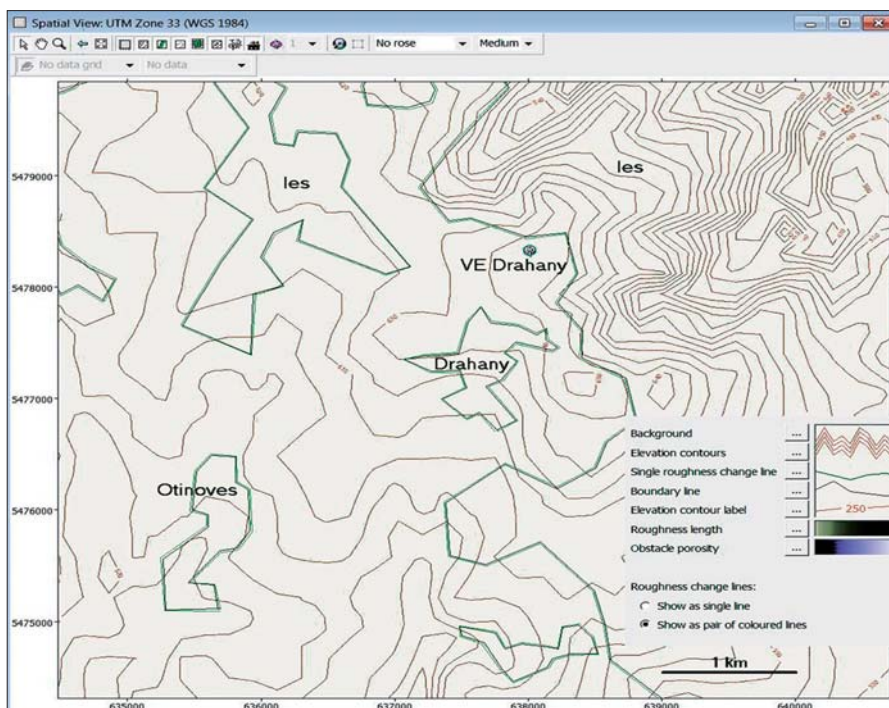 Spatial View: UTM Zone 33 (WGS 1984)
1 No rose Medium
No data grid No data
5479000
les
les
VE Drahany
5478000
Drahany
5477000
Otinoves
5476000
5475000
Background ...
Elevation contours ...
Single roughness change line ...
Boundary line ...
Elevation contour label ... 250
Roughness length ...
Obstacle porosity ...
Roughness change lines:
Show as single line
Show as pair of coloured lines
1 km
635000 636000 637000 638000 639000 640000